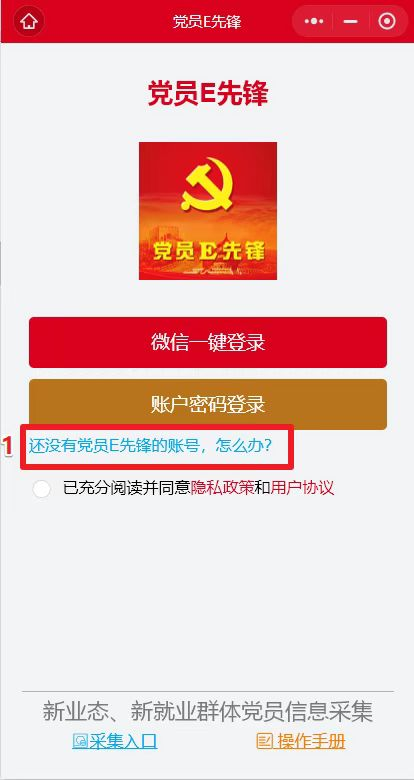 党员E先锋
党员E先锋
党员E先锋
微信一键登录
账户密码登录
1
还没有党员E先锋的账号，怎么办？
已充分阅读并同意隐私政策和用户协议
新业态、新就业群体党员信息采集
采集入口 操作手册